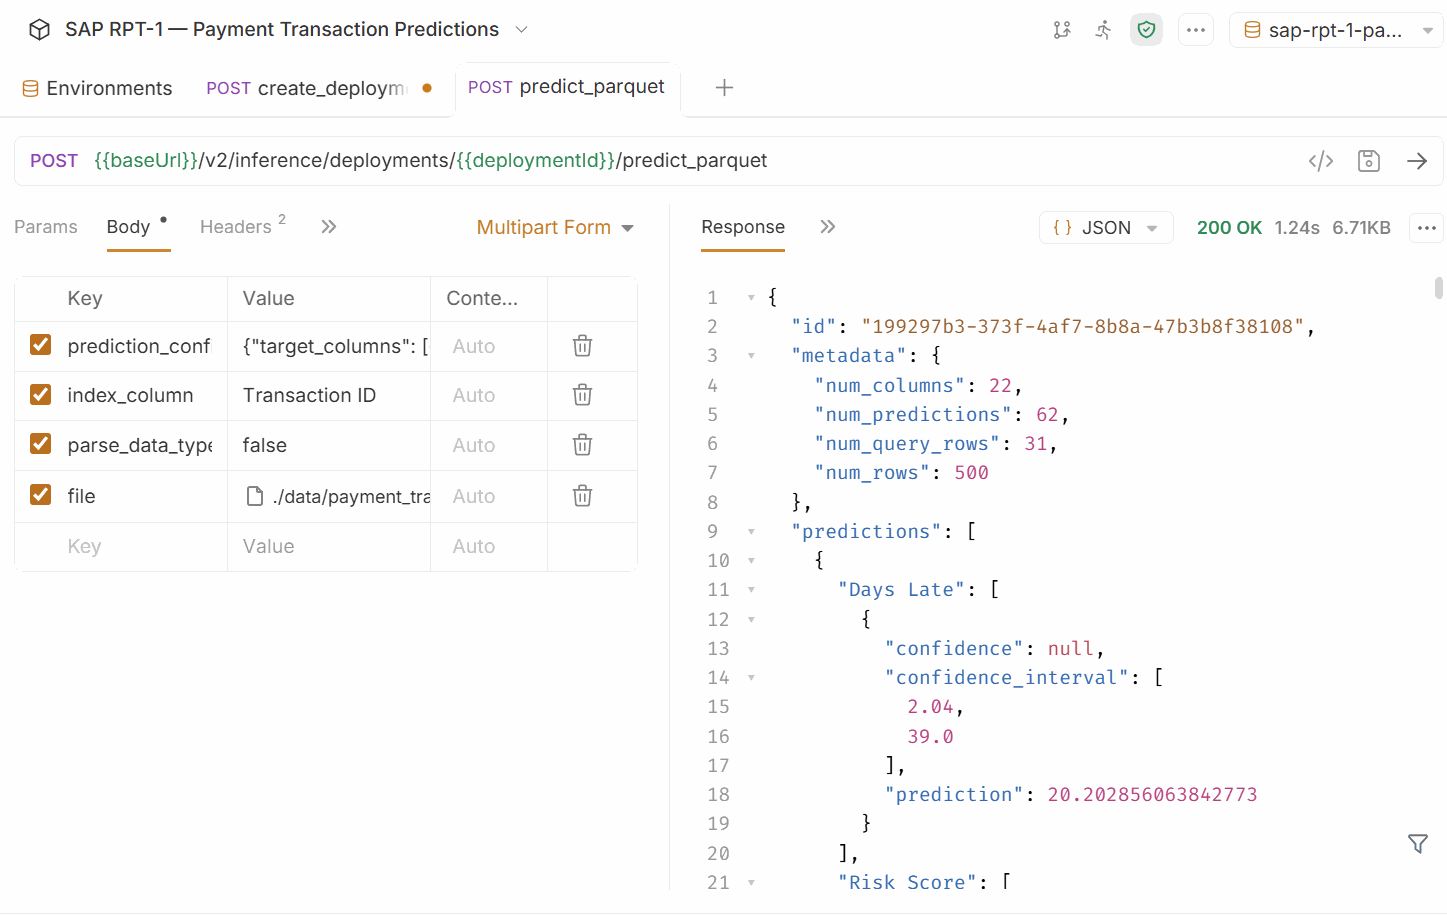 SAP RPT-1 — Payment Transaction Predictions
sap-rpt-1-pa...
Environments
POST create_deploym
POST predict_parquet
POST {{baseUrl}}/v2/inference/deployments/{{deploymentId}}/predict_parquet
Params
Body
Headers 2
Multipart Form
Response
{ } JSON
200 OK 1.24s 6.71KB
Key Value Conte...
prediction_conf {"target_columns": [ Auto
index_column Transaction ID Auto
parse_data_type false Auto
file ./data/payment_tra Auto
Key Value Auto
1 {
2 "id": "199297b3-373f-4af7-8b8a-47b3b8f38108",
3 "metadata": {
4 "num_columns": 22,
5 "num_predictions": 62,
6 "num_query_rows": 31,
7 "num_rows": 500
8 },
9 "predictions": [
10 {
11 "Days Late": [
12 {
13 "confidence": null,
14 "confidence_interval": [
15 2.04,
16 39.0
17 ],
18 "prediction": 20.202856063842773
19 }
20 ],
21 "Risk Score": [